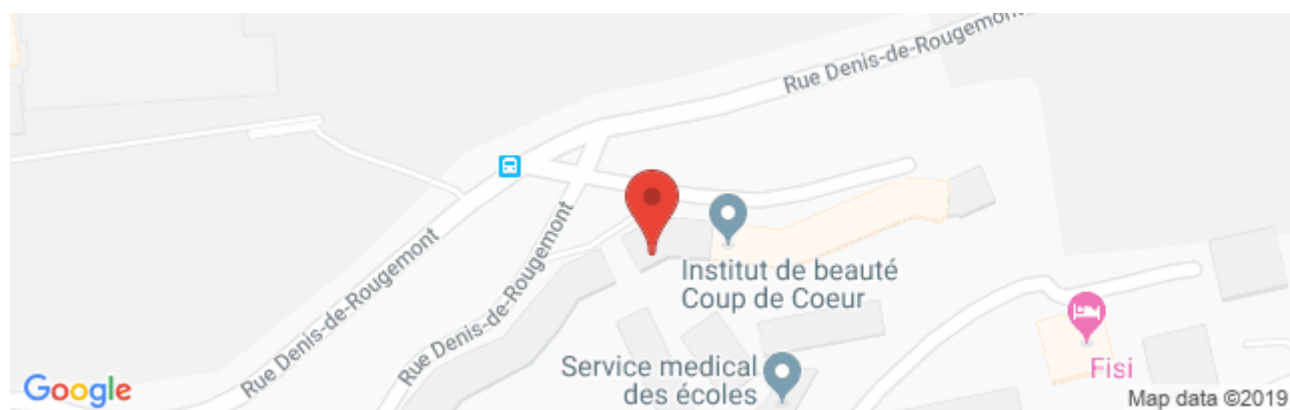 Rue Denis-de-Rougemont
Rue Denis-de-Rougemont
Rue Denis-de-Rougemont
Institut de beauté
Coup de Coeur
Service medical
des écoles
Fisi
Google
Map data ©2019